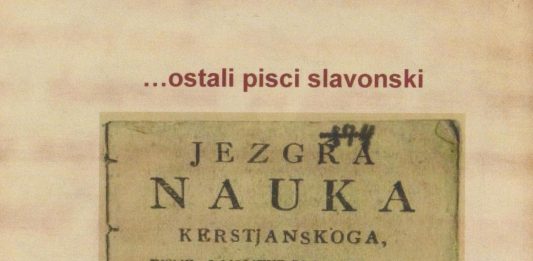 …ostali pisci slavonski
JEZGRA
NAUKA
KERSTJANSKOGA,